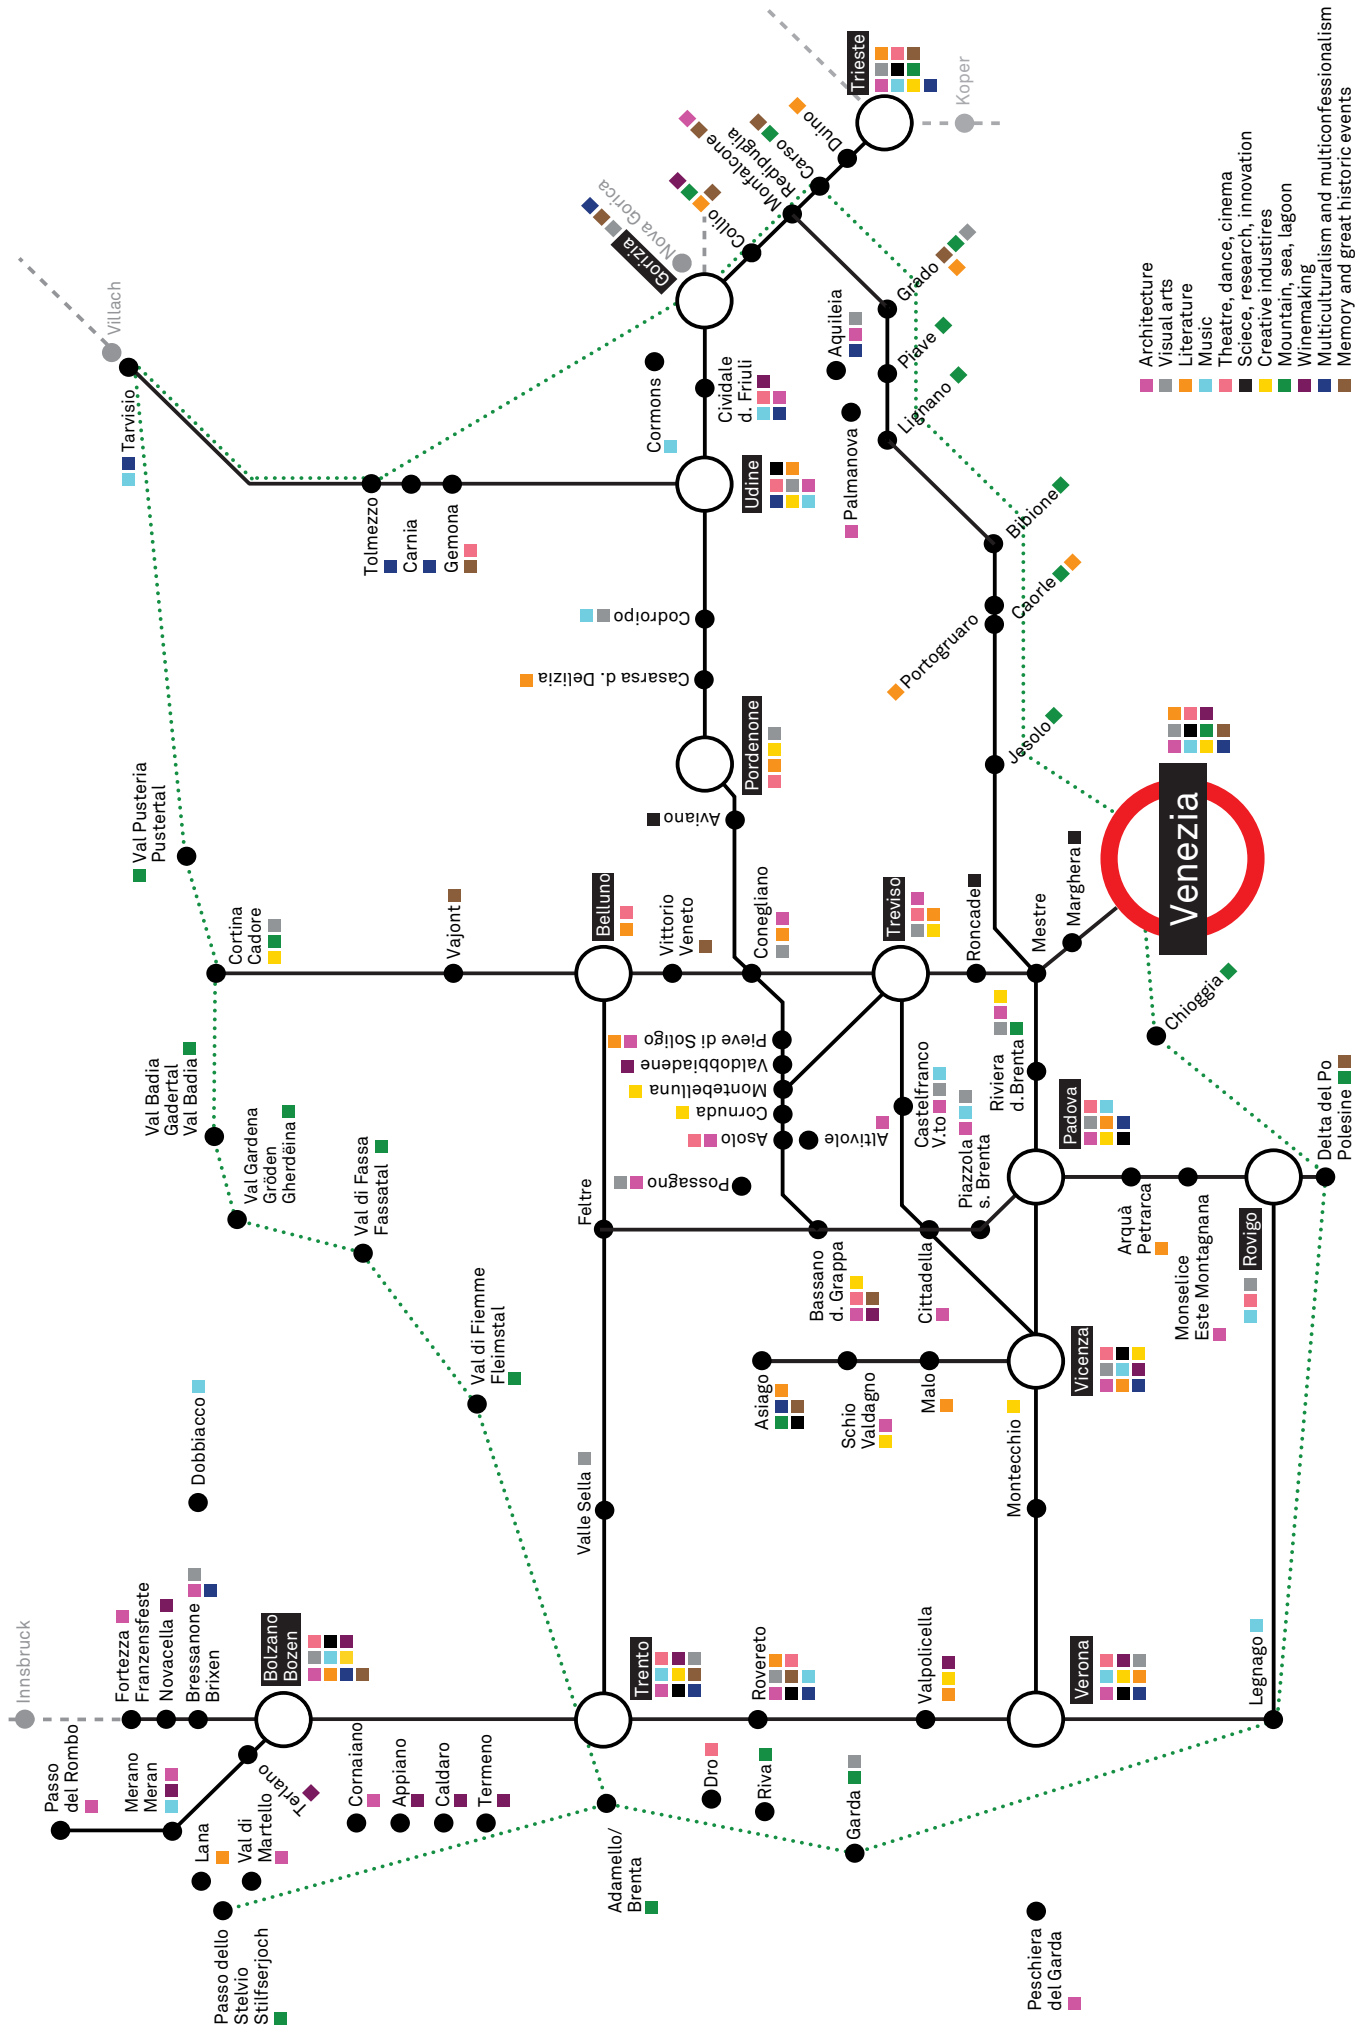 Innsbruck
Passo
del Rombo
Merano
Meran
Fortezza
Franzensfeste
Novacella
Bressanone
Brixen
Dobbiacco
Bolzano
Bozen
Terlano
Lana
Val di
Martello
Passo dello
Stelvio
Stilfserjoch
Cornaiano
Appiano
Caldaro
Termeno
Val Badia
Gadertal
Val Badia
Val Gardena
Gröden
Gherdëina
Val di Fassa
Fassatal
Val di Fiemme
Fleimstal
Val Pusteria
Pustertal
Cortina
Cadore
Vajont
Villach
Tarvisio
Tolmezzo
Carnia
Gemona
Adamello/
Brenta
Trento
Valle Sella
Feltre
Belluno
Vittorio
Veneto
Conegliano
Aviano
Pordenone
Casarsa d. Delizia
Codroipo
Udine
Cormons
Cividale
d. Friuli
Gorizia
Nova Gorica
Collio
Monfalcone
Redipuglia
Carso
Duino
Trieste
Koper
Dro
Riva
Garda
Rovereto
Valpolicella
Pieve di Soligo
Valdobbiadene
Montebelluna
Cornuda
Asolo
Altivole
Possagno
Bassano
d. Grappa
Cittadella
Castelfranco
V.to
Piazzola
s. Brenta
Treviso
Roncade
Asiago
Schio
Valdagno
Malo
Peschiera
del Garda
Verona
Montecchio
Vicenza
Padova
Riviera
d.Brenta
Mestre
Marghera
Venezia
Jesolo
Portogruaro
Caorle
Bibione
Lignano
Palmanova
Aquileia
Piave
Grado
Chioggia
Arquà
Petrarca
Monselice
Este Montagnana
Rovigo
Delta del Po
Polesine
Legnago
Architecture
Visual arts
Literature
Music
Theatre, dance, cinema
Sciece, research, innovation
Creative industires
Mountain, sea, lagoon
Winemaking
Multiculturalism and multiconfessionalism
Memory and great historic events